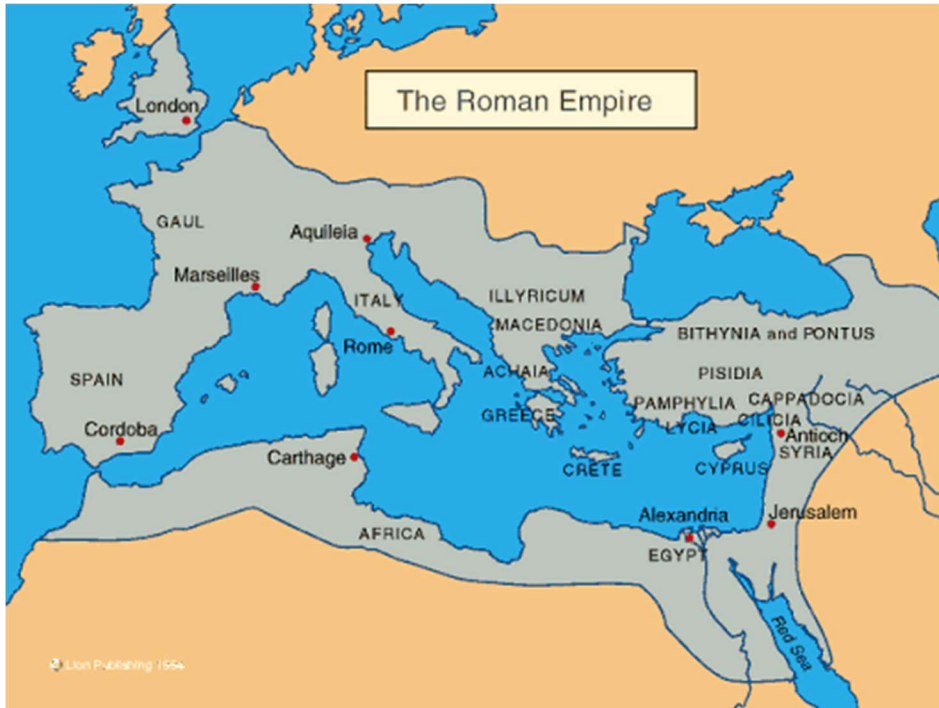 The Roman Empire
London
GAUL
Aquileia
Marseilles
ITALY
ILLYRICUM
MACEDONIA
Rome
BITHYNIA and PONTUS
ACHAIA
PISIDIA
SPAIN
CAPPADOCIA
PAMPHYLIA
GREECE
CILICIA
LYCIA
Cordoba
Antioch
SYRIA
Carthage
CRETE
CYPRUS
Alexandria
Jerusalem
AFRICA
EGYPT
Red Sea
Lion Publishing